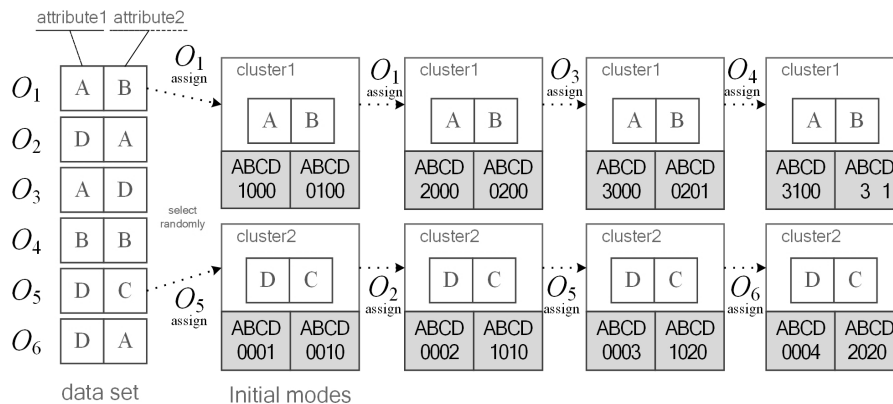 attribute1 attribute2
O1 A B
O2 D A
O3 A D
O4 B B
O5 D C
O6 D A
data set
select
randomly
O1
assign
O5
assign
cluster1
A B
ABCD ABCD
1000 0100
cluster2
D C
ABCD ABCD
0001 0010
Initial modes
O1
assign
O2
assign
cluster1
A B
ABCD ABCD
2000 0200
cluster2
D C
ABCD ABCD
0002 1010
O3
assign
O5
assign
cluster1
A B
ABCD ABCD
3000 0201
cluster2
D C
ABCD ABCD
0003 1020
O4
assign
O6
assign
cluster1
A B
ABCD ABCD
3100 3 1
cluster2
D C
ABCD ABCD
0004 2020